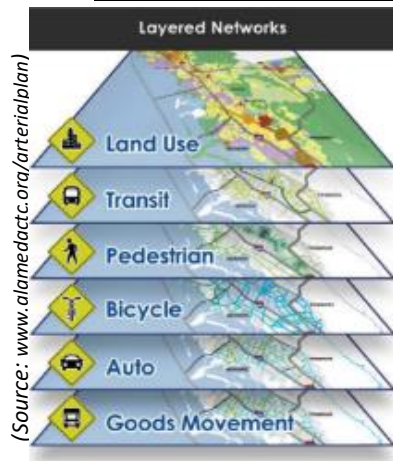 Layered Networks
Land Use
Transit
Pedestrian
Bicycle
Auto
Goods Movement
(Source: www.alamedactc.org/arterialplan)